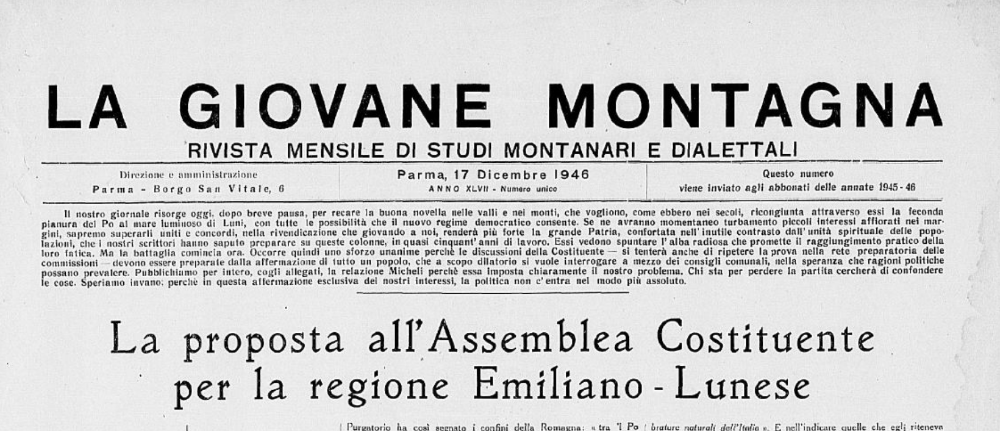 LA GIOVANE MONTAGNA
RIVISTA MENSILE DI STUDI MONTANARI E DIALETTALI
Direzione e amministrazione
Parma - Borgo San Vitale, 6
Parma, 17 Dicembre 1946
ANNO XLVII - Numero unico
Questo numero
viene inviato agli abbonati delle annate 1945-46
Il nostro giornale risorge oggi, dopo breve pausa, per recare la buona novella nelle valli e nei monti, che vogliono, come ebbero nei secoli, ricongiunta attraverso essi la feconda
pianura del Po al mare luminoso di Luni, con tutte le possibilità che il nuovo regime democratico consente. Se ne avranno momentaneo turbamento piccoli interessi affiorati nei mar-
gini, sapremo superarli uniti e concordi, nella rivendicazione che giovando a noi, renderà più forte la grande Patria, confortata nell'inutile contrasto dall'unità spirituale delle popo-
lazioni, che i nostri scrittori hanno saputo preparare su queste colonne, in quasi cinquant'anni di lavoro. Essi vedono spuntare l'alba radiosa che promette il raggiungimento pratico della
loro fatica. Ma la battaglia comincia ora. Occorre quindi uno sforzo unanime perchè le discussioni della Costituente — si tenterà anche di ripetere la prova nella rete preparatoria delle
commissioni — devono essere preparate dalla affermazione di tutto un popolo, che a scopo dilatorio si vuole interrogare a mezzo dei consigli comunali, nella speranza che ragioni politiche
possano prevalere. Pubblichiamo per intero, cogli allegati, la relazione Micheli perchè essa imposta chiaramente il nostro problema. Chi sta per perdere la partita cercherà di confondere
le cose. Speriamo invano; perchè in questa affermazione esclusiva dei nostri interessi, la politica non c'entra nel modo più assoluto.
La proposta all'Assemblea Costituente
per la regione Emiliano - Lunese
Purgatorio ha così segnato i confini della Romagna: « tra 'l Po
brature naturali dell'Italia ». E nell'indicare quelle che egli riteneva